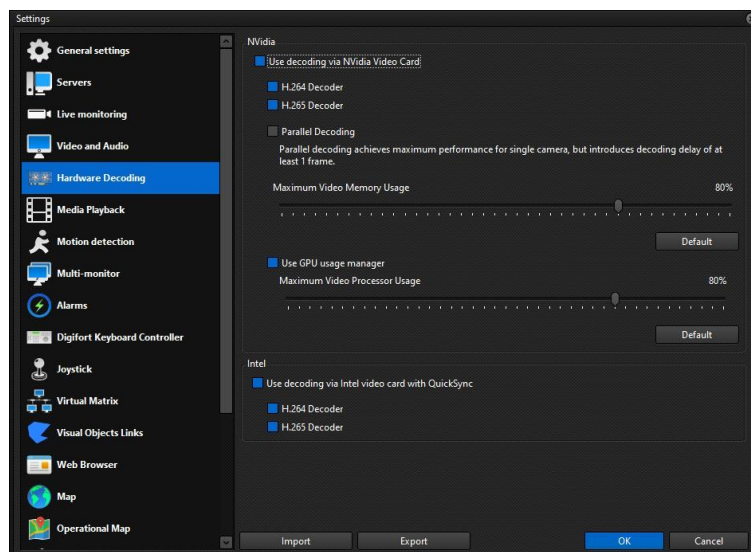 Settings
General settings
Servers
Live monitoring
Video and Audio
Hardware Decoding
Media Playback
Motion detection
Multi-monitor
Alarms
Digifort Keyboard Controller
Joystick
Virtual Matrix
Visual Objects Links
Web Browser
Map
Operational Map
NVidia
Use decoding via NVidia Video Card
H.264 Decoder
H.265 Decoder
Parallel Decoding
Parallel decoding achieves maximum performance for single camera, but introduces decoding delay of at
least 1 frame.
Maximum Video Memory Usage 80%
Default
Use GPU usage manager
Maximum Video Processor Usage 80%
Default
Intel
Use decoding via Intel video card with QuickSync
H.264 Decoder
H.265 Decoder
Import Export OK Cancel